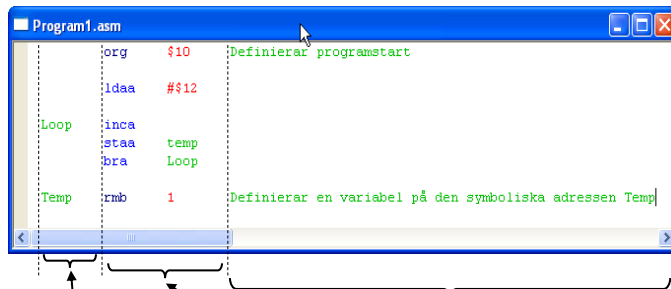 Program1.asm
org $10 Definierar programstart
ldaa #$12
Loop inca
staa temp
bra Loop
Temp rmb 1 Definierar en variabel på den symboliska adressen Temp